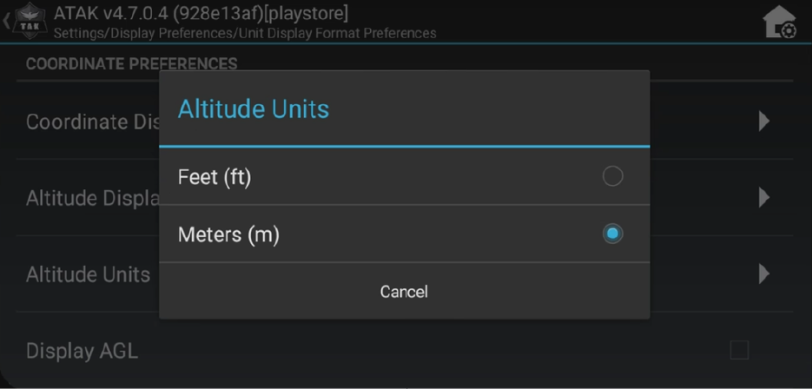 ATAK v4.7.0.4 (928e13af)[playstore]
TAK
Settings/Display Preferences/Unit Display Format Preferences
COORDINATE PREFERENCES
Altitude Units
Coordinate Dis
Feet (ft)
Altitude Displa
Meters (m)
Altitude Units
Cancel
Display AGL